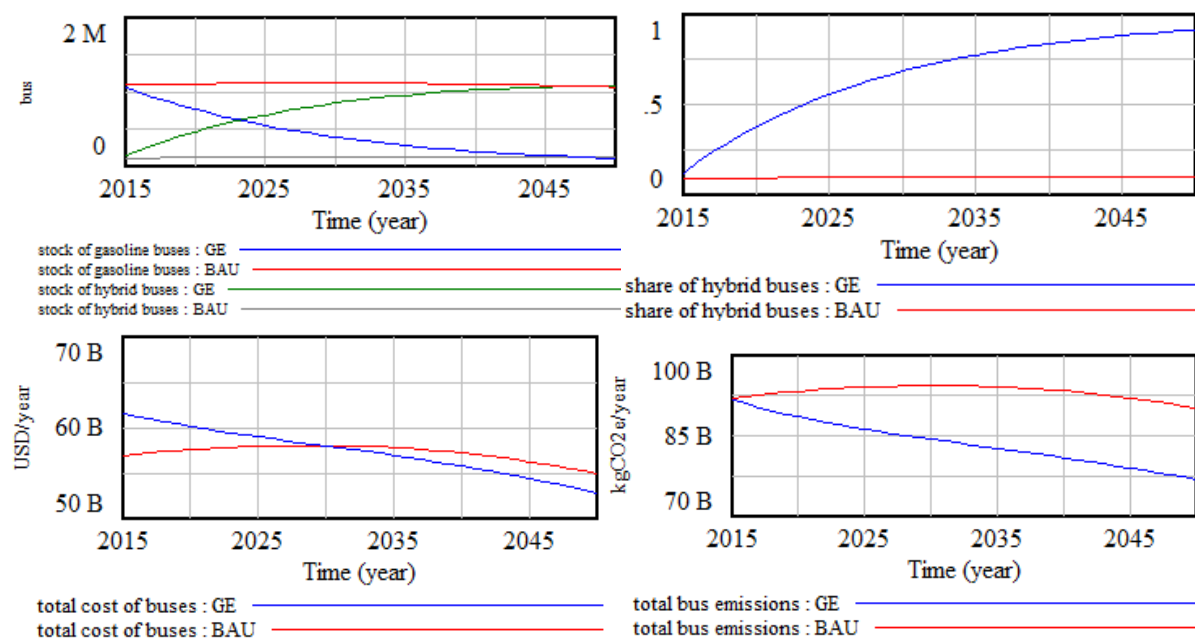 2 M
bus
0
2015 2025 2035 2045
Time (year)
stock of gasoline buses : GE
stock of gasoline buses : BAU
stock of hybrid buses : GE
stock of hybrid buses : BAU
1
.5
0
2015 2025 2035 2045
Time (year)
share of hybrid buses : GE
share of hybrid buses : BAU
70 B
USD/year
60 B
50 B
2015 2025 2035 2045
Time (year)
total cost of buses : GE
total cost of buses : BAU
100 B
kgCO2e/year
85 B
70 B
2015 2025 2035 2045
Time (year)
total bus emissions : GE
total bus emissions : BAU